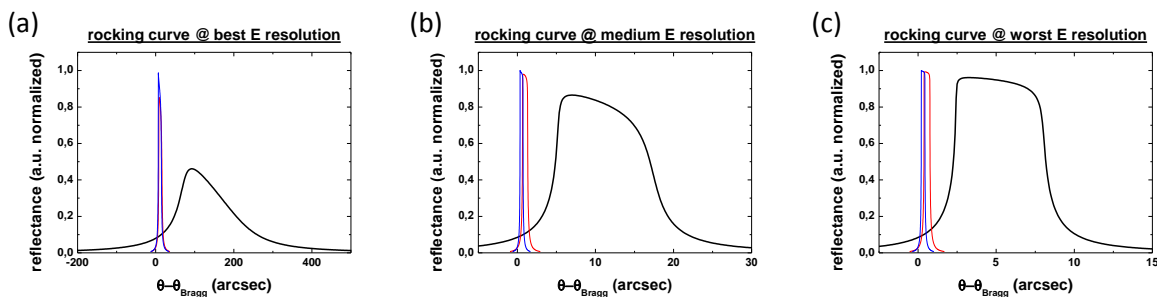 (a)
rocking curve @ best E resolution
reflectance (a.u. normalized)
1,0
0,8
0,6
0,4
0,2
0,0
-200
0
200
400
θ–θBragg (arcsec)
(b)
rocking curve @ medium E resolution
reflectance (a.u. normalized)
1,0
0,8
0,6
0,4
0,2
0,0
0
10
20
30
θ–θBragg (arcsec)
(c)
rocking curve @ worst E resolution
reflectance (a.u. normalized)
1,0
0,8
0,6
0,4
0,2
0,0
0
5
10
15
θ–θBragg (arcsec)